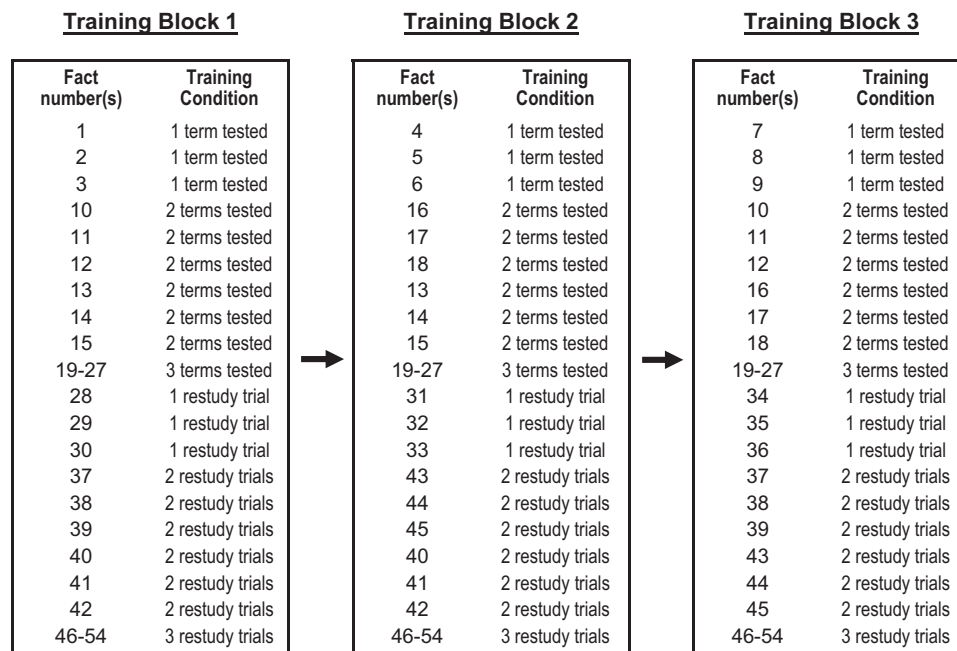 Training Block 1
Fact number(s) Training Condition
1 1 term tested
2 1 term tested
3 1 term tested
10 2 terms tested
11 2 terms tested
12 2 terms tested
13 2 terms tested
14 2 terms tested
15 2 terms tested
19-27 3 terms tested
28 1 restudy trial
29 1 restudy trial
30 1 restudy trial
37 2 restudy trials
38 2 restudy trials
39 2 restudy trials
40 2 restudy trials
41 2 restudy trials
42 2 restudy trials
46-54 3 restudy trials
Training Block 2
Fact number(s) Training Condition
4 1 term tested
5 1 term tested
6 1 term tested
16 2 terms tested
17 2 terms tested
18 2 terms tested
13 2 terms tested
14 2 terms tested
15 2 terms tested
19-27 3 terms tested
31 1 restudy trial
32 1 restudy trial
33 1 restudy trial
43 2 restudy trials
44 2 restudy trials
45 2 restudy trials
40 2 restudy trials
41 2 restudy trials
42 2 restudy trials
46-54 3 restudy trials
Training Block 3
Fact number(s) Training Condition
7 1 term tested
8 1 term tested
9 1 term tested
10 2 terms tested
11 2 terms tested
12 2 terms tested
16 2 terms tested
17 2 terms tested
18 2 terms tested
19-27 3 terms tested
34 1 restudy trial
35 1 restudy trial
36 1 restudy trial
37 2 restudy trials
38 2 restudy trials
39 2 restudy trials
43 2 restudy trials
44 2 restudy trials
45 2 restudy trials
46-54 3 restudy trials